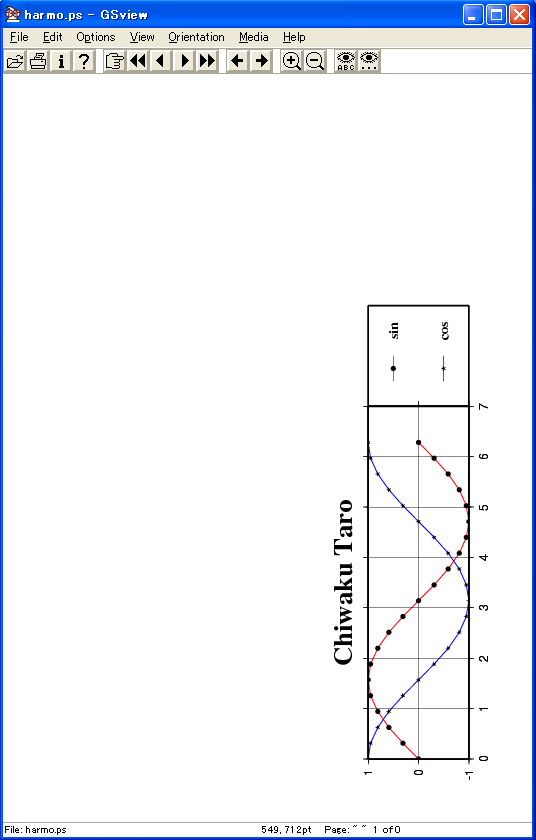 harmo.ps - GSview
File Edit Options View Orientation Media Help
ABC
Chiwaku Taro
sin
cos
7
6
5
4
3
2
1
0
1
0
-1
File: harmo.ps 549, 712pt Page: " " 1 of 0